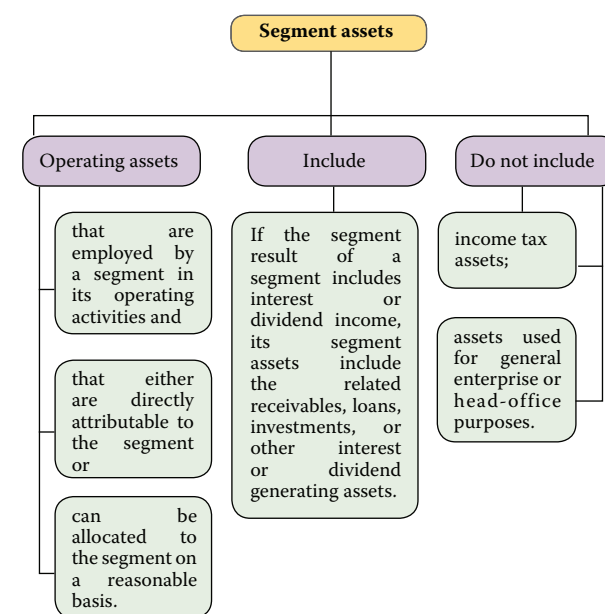 Segment assets
Operating assets
that are
employed by
a segment in
its operating
activities and
that either
are directly
attributable to
the segment
or
can be
allocated to
the segment on
a reasonable
basis.
Include
If the segment
result of a
segment includes
interest or
dividend income,
its segment
assets include
the related
receivables, loans,
investments, or
other interest
or dividend
generating assets.
Do not include
income tax
assets;
assets used
for general
enterprise or
head-office
purposes.